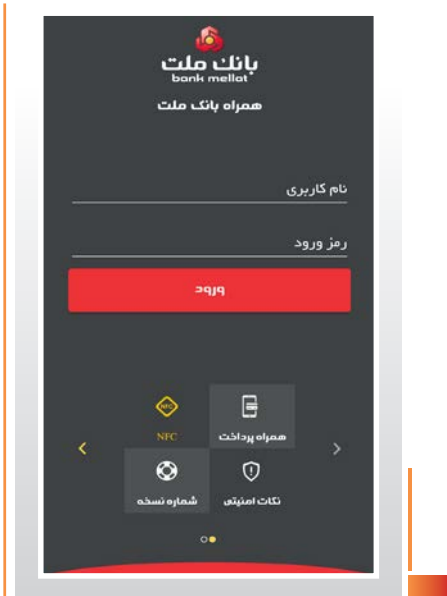 بانك ملت
bank mellat
همراه بانک ملت
نام کاربری
رمز ورود
ورود
همراه پرداخت
NFC
NFC
نکات امنیتی
شماره نسخه